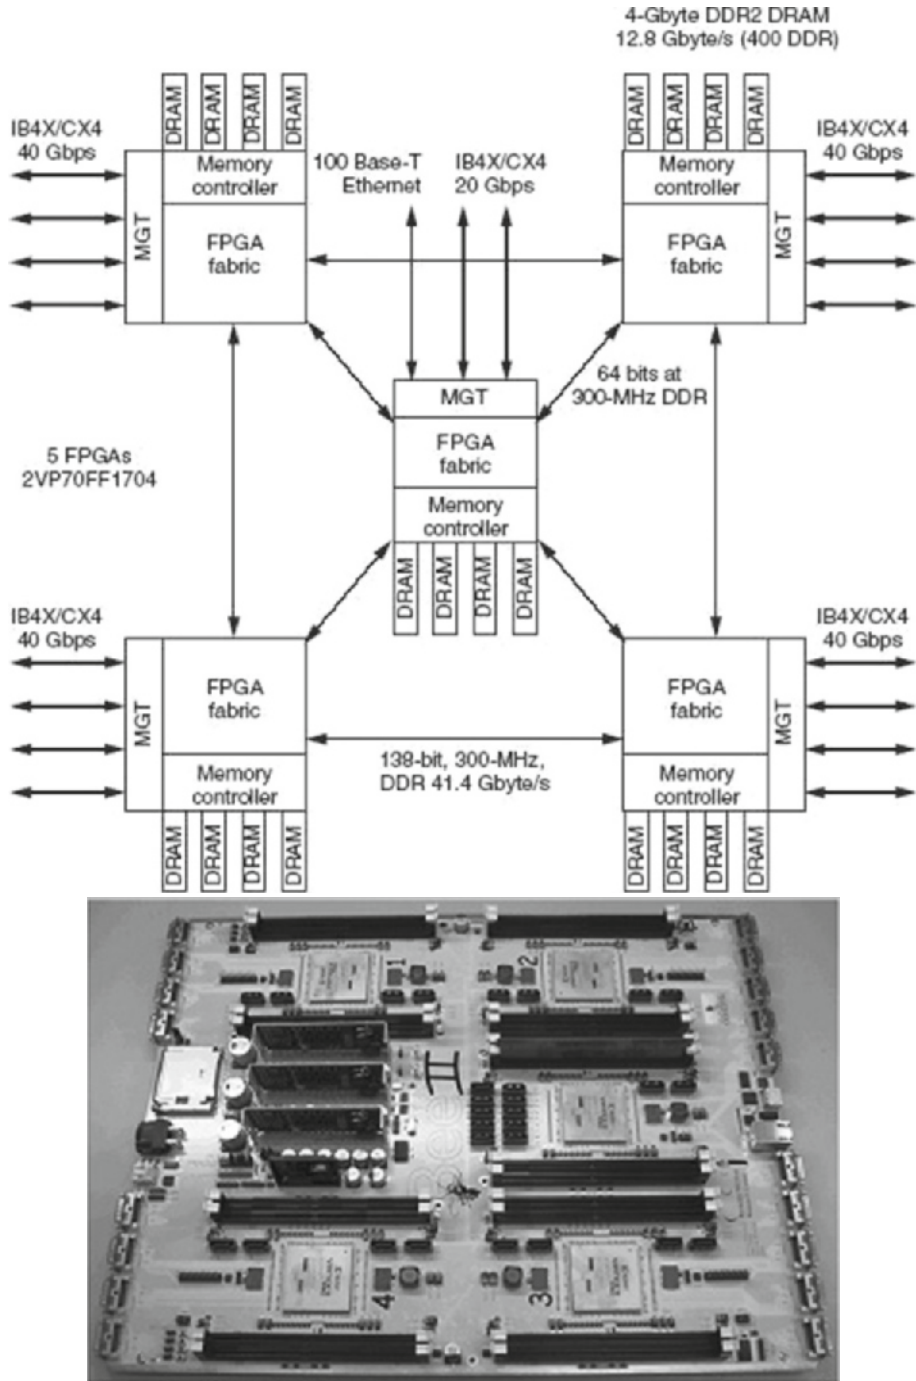 4-Gbyte DDR2 DRAM
12.8 Gbyte/s (400 DDR)
DRAM
DRAM
DRAM
DRAM
DRAM
DRAM
DRAM
DRAM
IB4X/CX4
40 Gbps
Memory
controller
MGT
FPGA
fabric
100 Base-T
Ethernet
IB4X/CX4
20 Gbps
Memory
controller
FPGA
fabric
MGT
IB4X/CX4
40 Gbps
64 bits at
300-MHz DDR
MGT
FPGA
fabric
Memory
controller
DRAM
DRAM
DRAM
DRAM
5 FPGAs
2VP70FF1704
IB4X/CX4
40 Gbps
MGT
FPGA
fabric
Memory
controller
DRAM
DRAM
DRAM
DRAM
138-bit, 300-MHz,
DDR 41.4 Gbyte/s
FPGA
fabric
Memory
controller
MGT
DRAM
DRAM
DRAM
DRAM
IB4X/CX4
40 Gbps
1
2
Bee
4
3